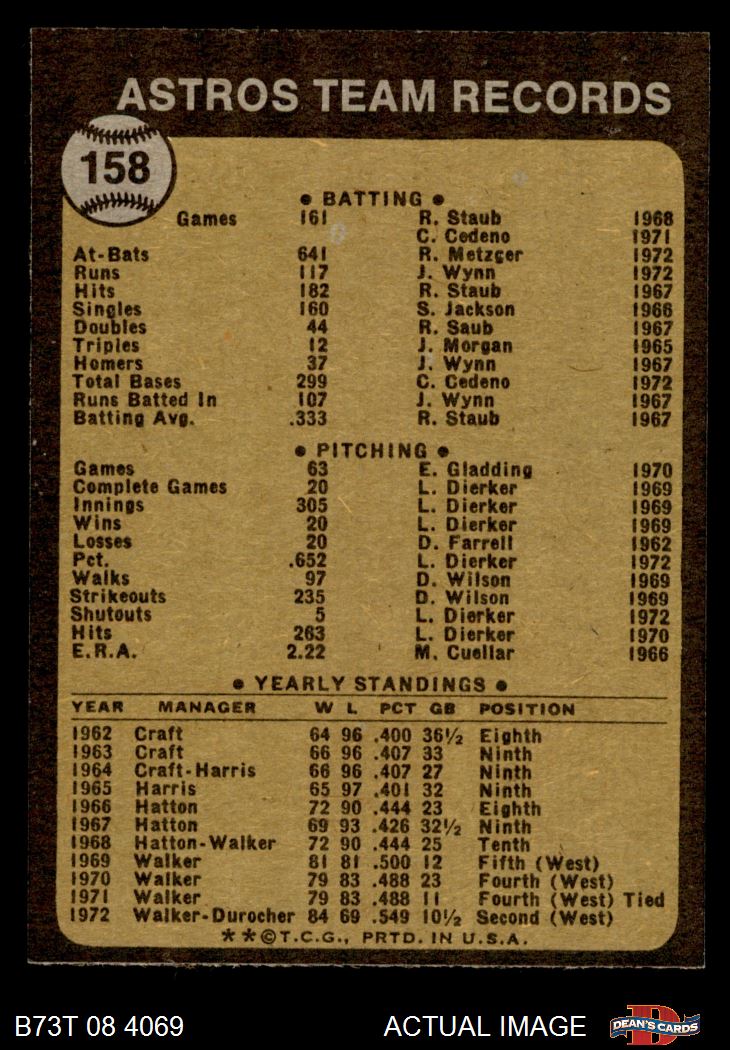 ASTROS TEAM RECORDS
158
● BATTING ●
Games 161 R. Staub 1968
C. Cedeno 1971
At-Bats 641 R. Metzger 1972
Runs 117 J. Wynn 1972
Hits 182 R. Staub 1967
Singles 160 S. Jackson 1966
Doubles 44 R. Saub 1967
Triples 12 J. Morgan 1965
Homers 37 J. Wynn 1967
Total Bases 299 C. Cedeno 1972
Runs Batted In 107 J. Wynn 1967
Batting Avg. .333 R. Staub 1967
● PITCHING ●
Games 63 E. Gladding 1970
Complete Games 20 L. Dierker 1969
Innings 305 L. Dierker 1969
Wins 20 L. Dierker 1969
Losses 20 D. Farrell 1962
Pct. .652 L. Dierker 1972
Walks 97 D. Wilson 1969
Strikeouts 235 D. Wilson 1969
Shutouts 5 L. Dierker 1972
Hits 263 L. Dierker 1970
E.R.A. 2.22 M. Cuellar 1966
● YEARLY STANDINGS ●
YEAR MANAGER W L PCT GB POSITION
1962 Craft 64 96 .400 36½ Eighth
1963 Craft 66 96 .407 33 Ninth
1964 Craft-Harris 66 96 .407 27 Ninth
1965 Harris 65 97 .401 32 Ninth
1966 Hatton 72 90 .444 23 Eighth
1967 Hatton 69 93 .426 32½ Ninth
1968 Hatton-Walker 72 90 .444 25 Tenth
1969 Walker 81 81 .500 12 Fifth (West)
1970 Walker 79 83 .488 23 Fourth (West)
1971 Walker 79 83 .488 11 Fourth (West) Tied
1972 Walker-Durocher 84 69 .549 10½ Second (West)
* * © T.C.G., PRTD. IN U.S.A.
B73T 08 4069 ACTUAL IMAGE DEAN'S CARDS